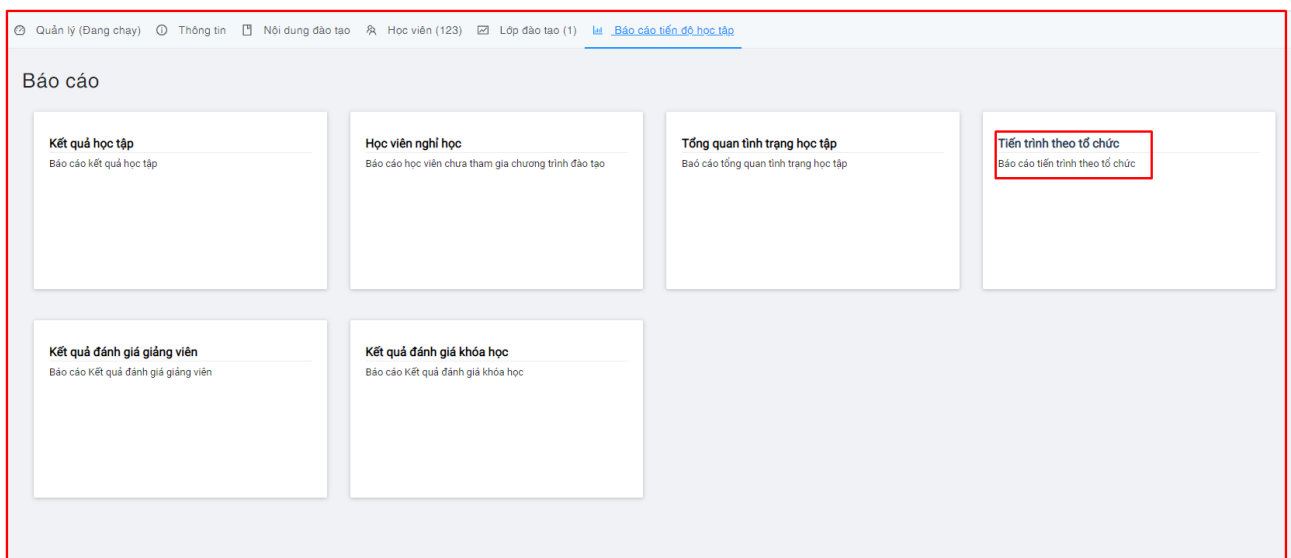 Quản lý (Đang chạy) Thông tin Nội dung đào tạo Học viên (123) Lớp đào tạo (1) Báo cáo tiến độ học tập
Báo cáo
Kết quả học tập
Báo cáo kết quả học tập
Học viên nghỉ học
Báo cáo học viên chưa tham gia chương trình đào tạo
Tổng quan tình trạng học tập
Baó cáo tổng quan tình trạng học tập
Tiến trình theo tổ chức
Báo cáo tiến trình theo tổ chức
Kết quả đánh giá giảng viên
Báo cáo Kết quả đánh giá giảng viên
Kết quả đánh giá khóa học
Báo cáo Kết quả đánh giá khóa học